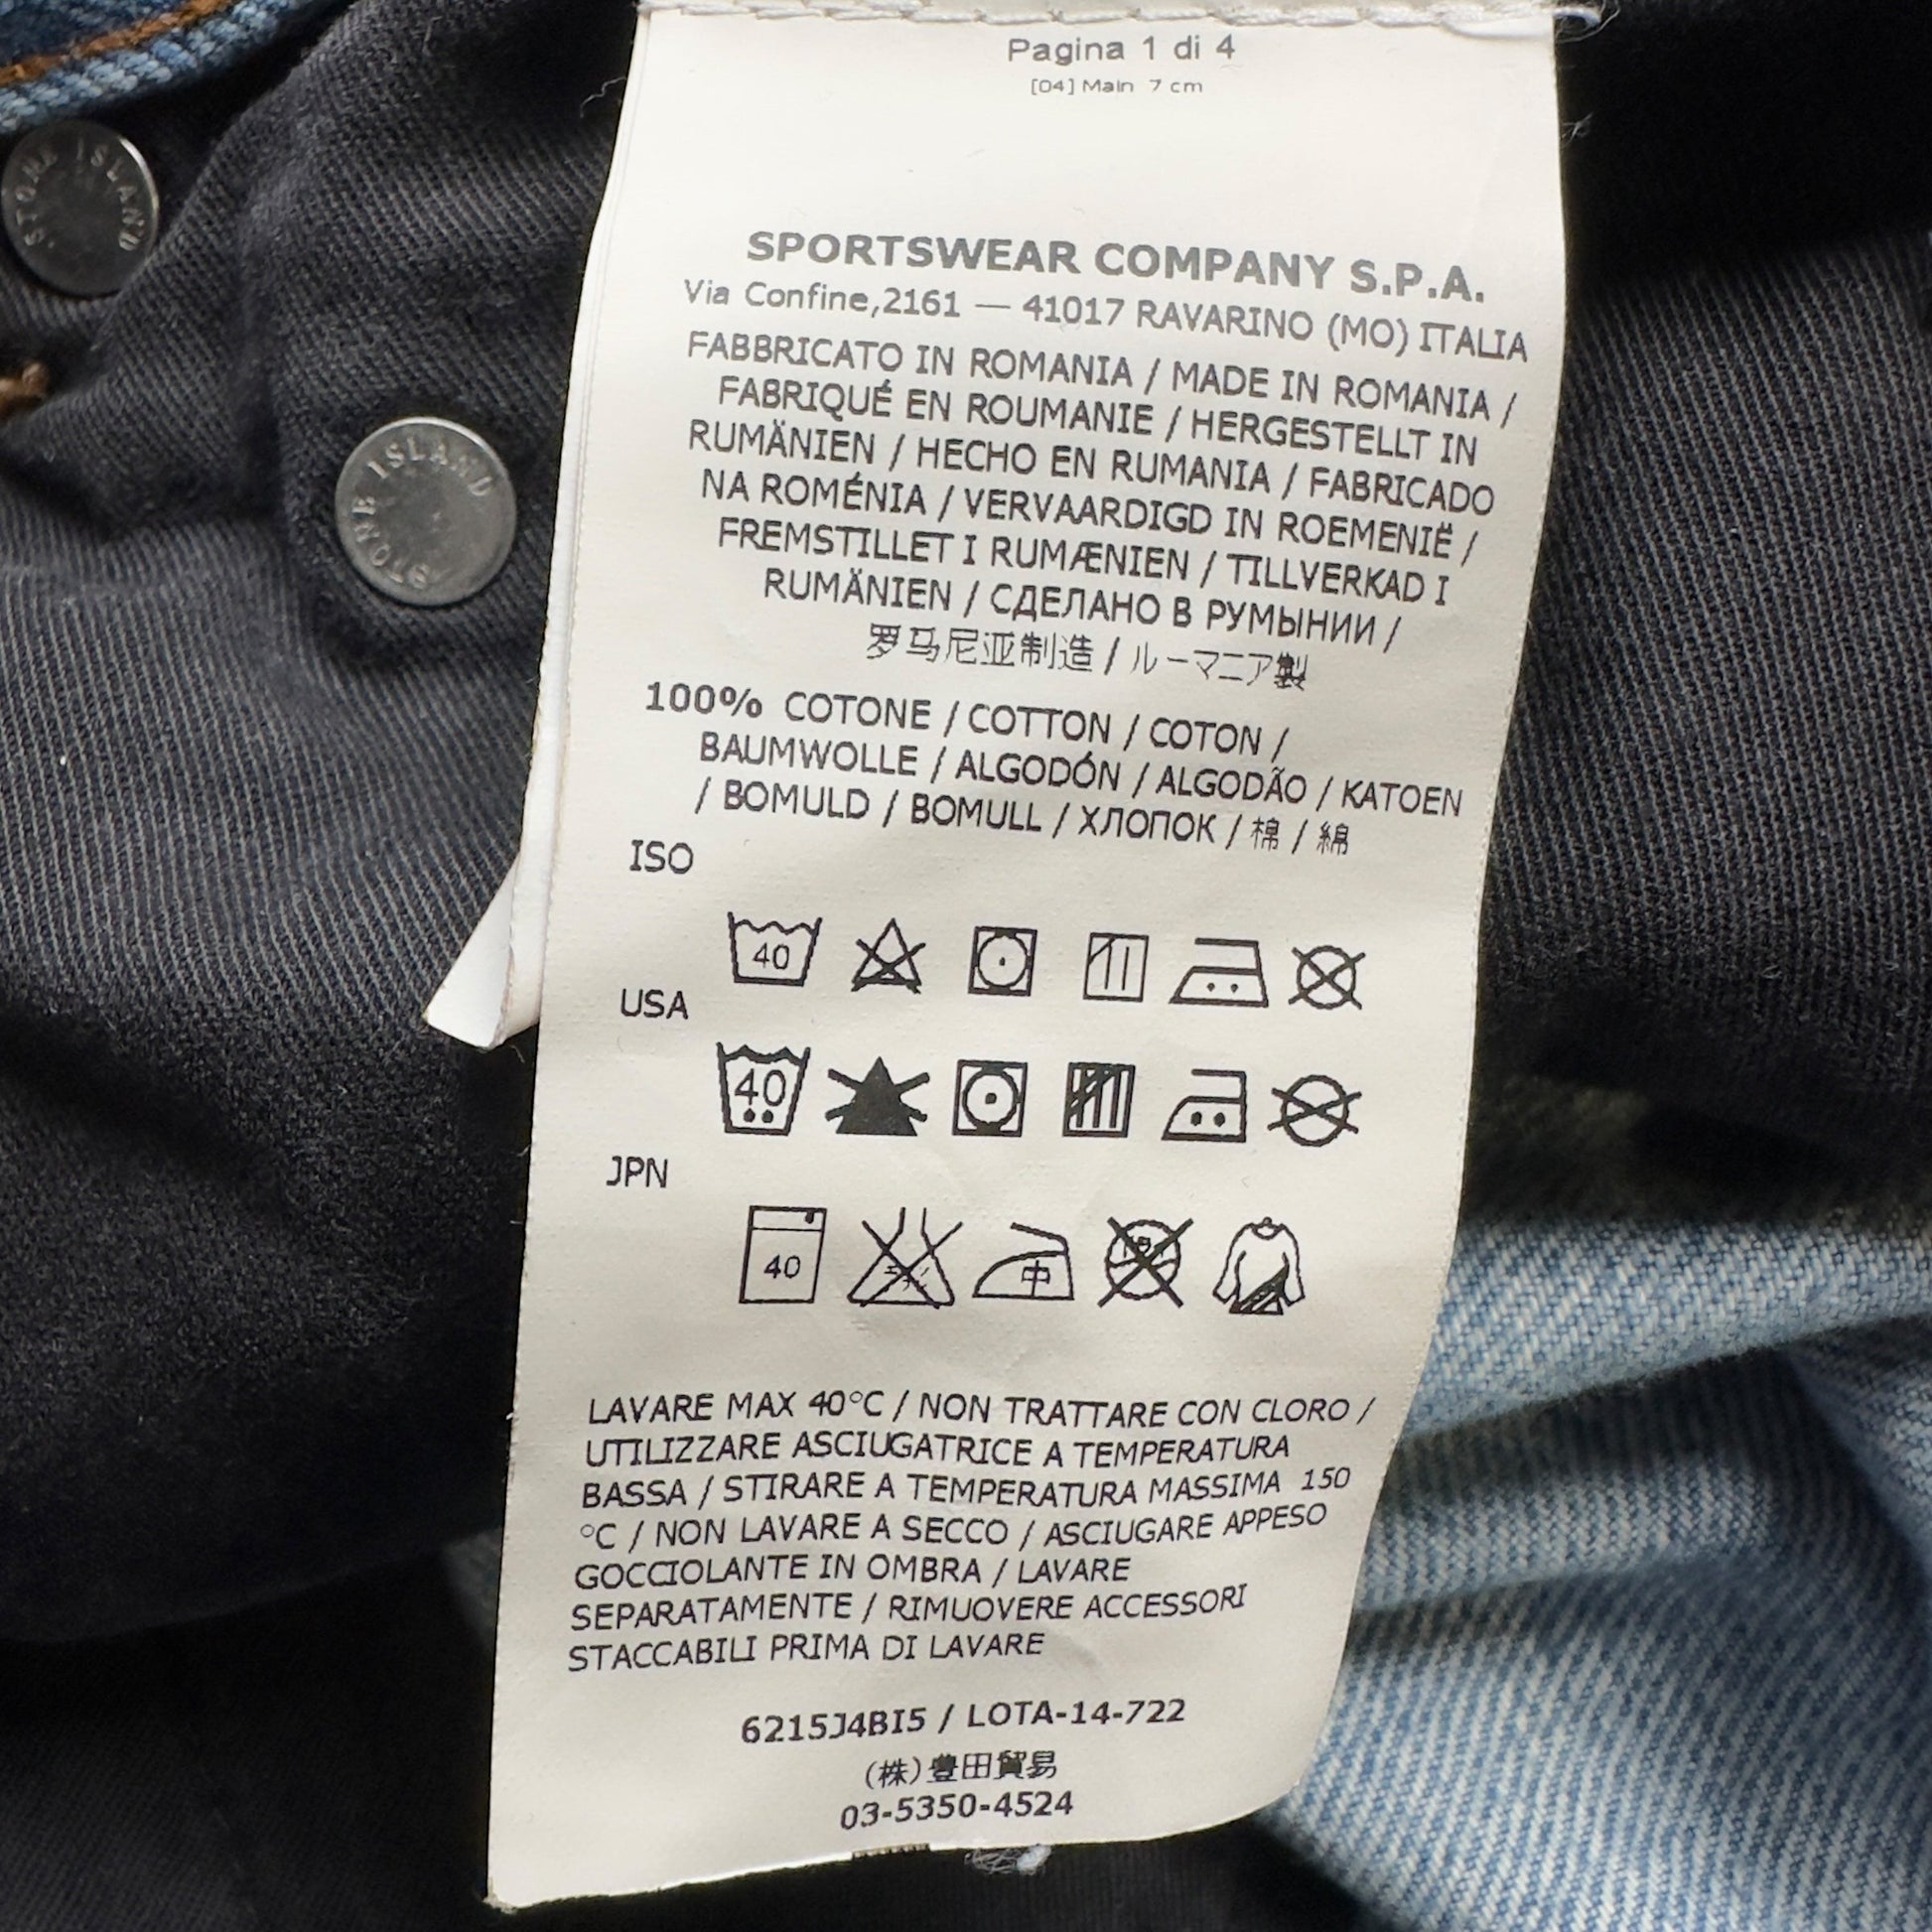 Pagina 1 di 4
[04] Main 7 cm
SPORTSWEAR COMPANY S.P.A.
Via Confine,2161 — 41017 RAVARINO (MO) ITALIA
FABBRICATO IN ROMANIA / MADE IN ROMANIA /
FABRIQUÉ EN ROUMANIE / HERGESTELLT IN
RUMÄNIEN / HECHO EN RUMANIA / FABRICADO
NA ROMÉNIA / VERVAARDIGD IN ROEMENIË /
FREMSTILLET I RUMÆNIEN / TILLVERKAD I
RUMÄNIEN / СДЕЛАНО В РУМЫНИИ /
罗马尼亚制造 / ルーマニア製
100% COTONE / COTTON / COTON /
BAUMWOLLE / ALGODÓN / ALGODÃO / KATOEN
/ BOMULD / BOMULL / ХЛОПОК / 棉 / 綿
ISO
40
USA
40
JPN
40
中
LAVARE MAX 40°C / NON TRATTARE CON CLORO /
UTILIZZARE ASCIUGATRICE A TEMPERATURA
BASSA / STIRARE A TEMPERATURA MASSIMA 150
°C / NON LAVARE A SECCO / ASCIUGARE APPESO
GOCCIOLANTE IN OMBRA / LAVARE
SEPARATAMENTE / RIMUOVERE ACCESSORI
STACCABILI PRIMA DI LAVARE
6215J4BI5 / LOTA-14-722
(株)豊田貿易
03-5350-4524
STONE ISLAND
STONE ISLAND